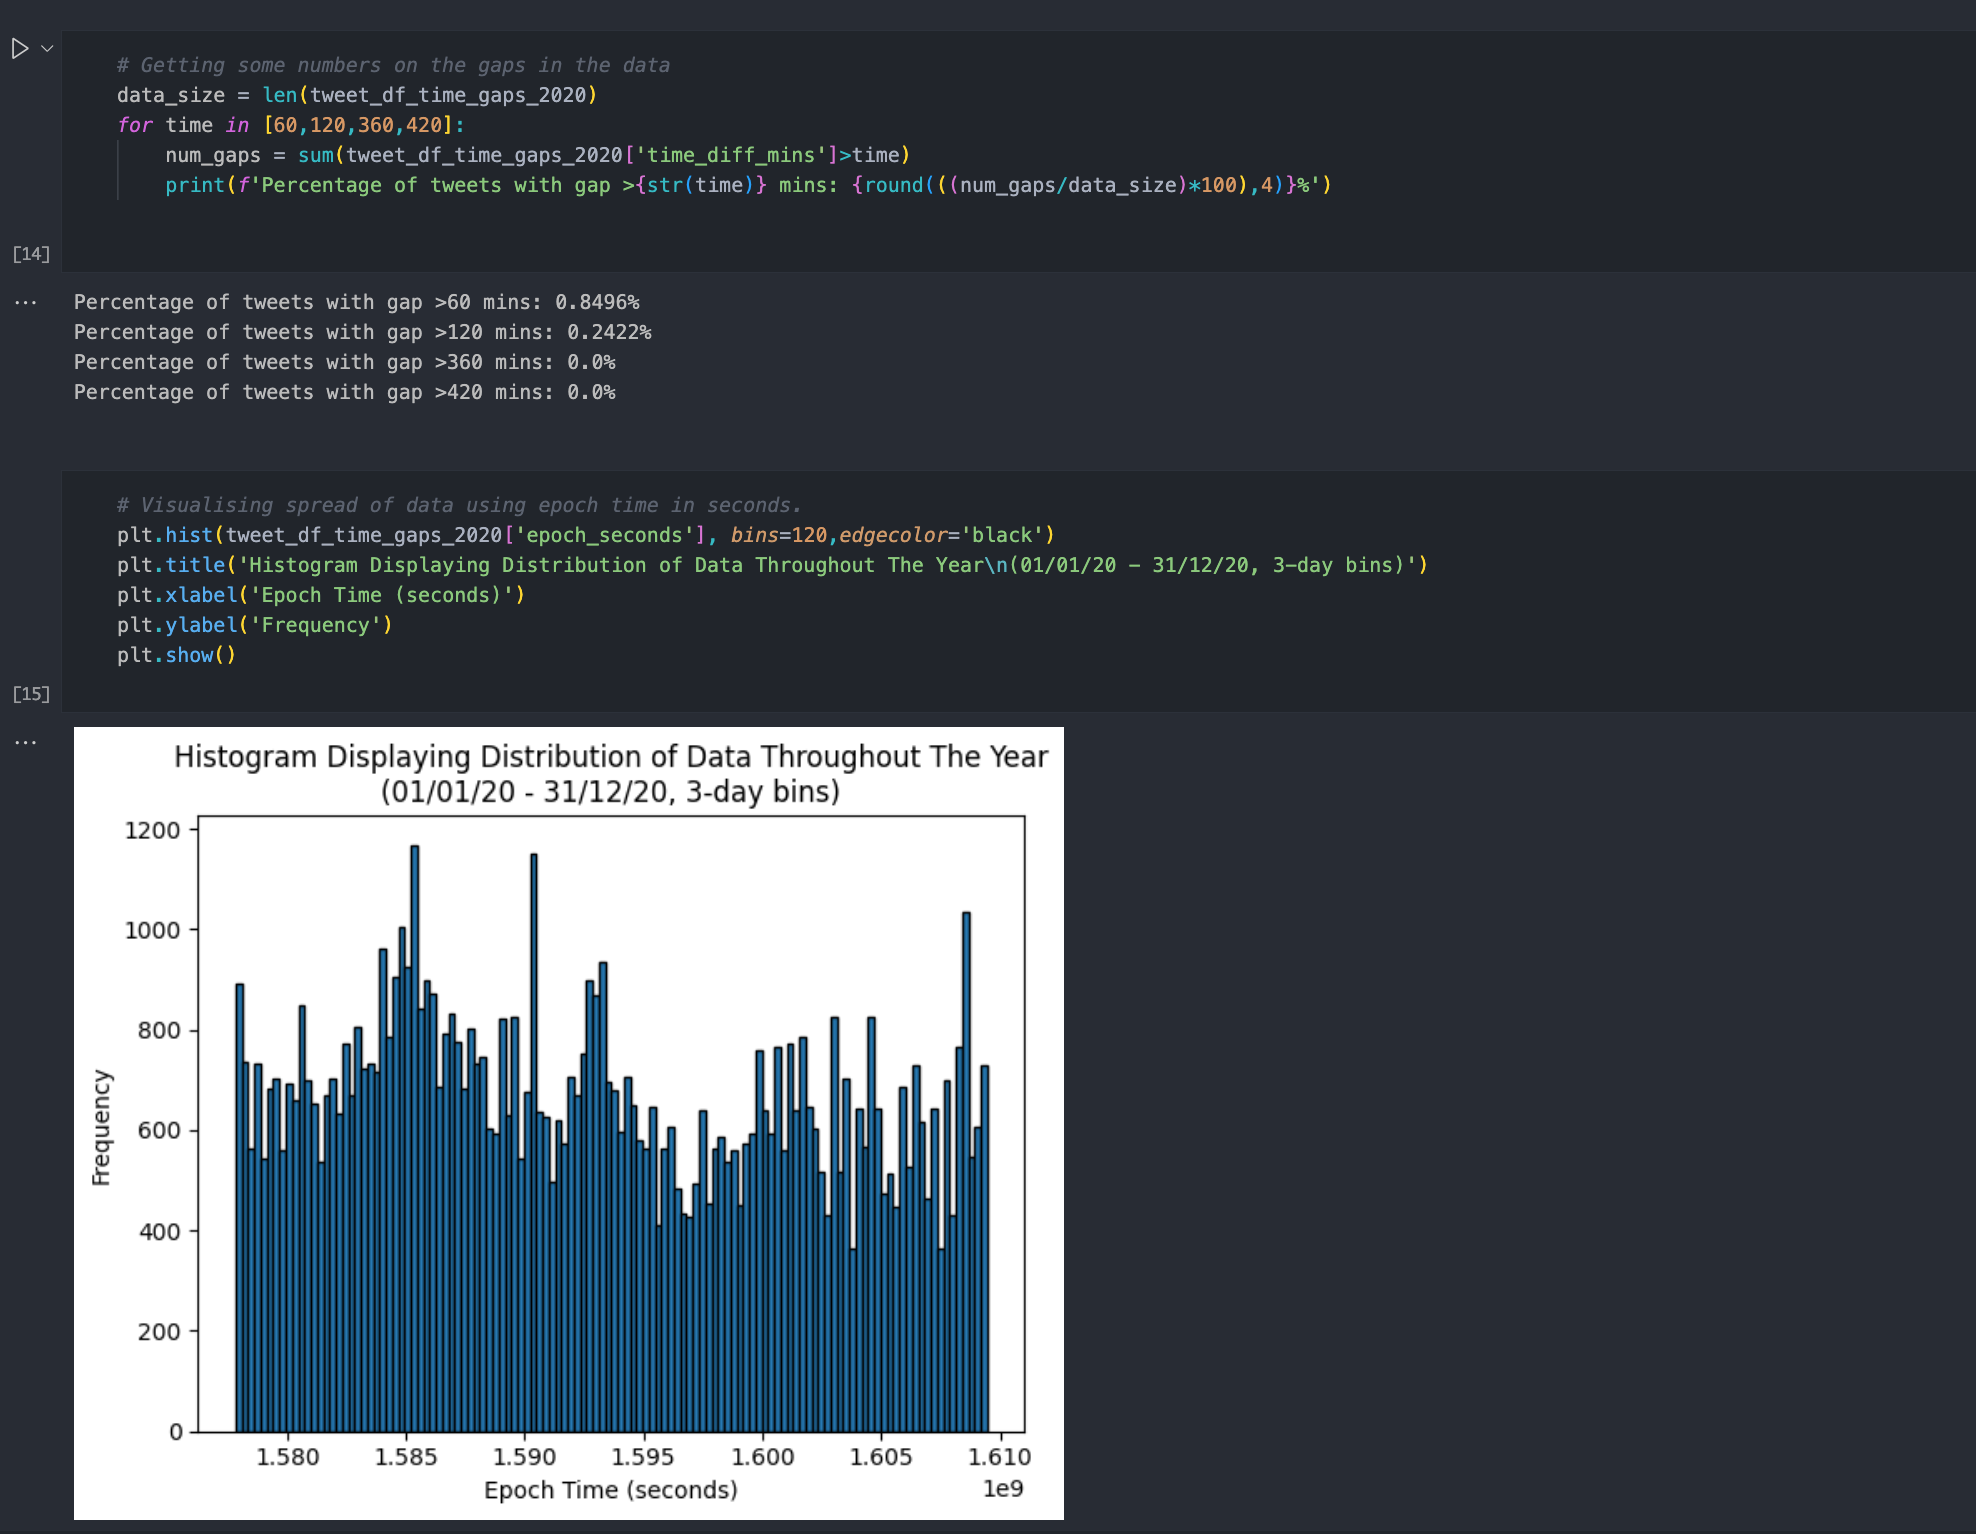 # Getting some numbers on the gaps in the data
data_size = len(tweet_df_time_gaps_2020)
for time in [60,120,360,420]:
    num_gaps = sum(tweet_df_time_gaps_2020['time_diff_mins']>time)
    print(f'Percentage of tweets with gap >{str(time)} mins: {round(((num_gaps/data_size)*100),4)}%')
[14]
...
Percentage of tweets with gap >60 mins: 0.8496%
Percentage of tweets with gap >120 mins: 0.2422%
Percentage of tweets with gap >360 mins: 0.0%
Percentage of tweets with gap >420 mins: 0.0%
# Visualising spread of data using epoch time in seconds.
plt.hist(tweet_df_time_gaps_2020['epoch_seconds'], bins=120,edgecolor='black')
plt.title('Histogram Displaying Distribution of Data Throughout The Year\n(01/01/20 - 31/12/20, 3-day bins)')
plt.xlabel('Epoch Time (seconds)')
plt.ylabel('Frequency')
plt.show()
[15]
...
Histogram Displaying Distribution of Data Throughout The Year
(01/01/20 - 31/12/20, 3-day bins)
1200
1000
800
600
400
200
0
Frequency
1.580 1.585 1.590 1.595 1.600 1.605 1.610
Epoch Time (seconds)
1e9